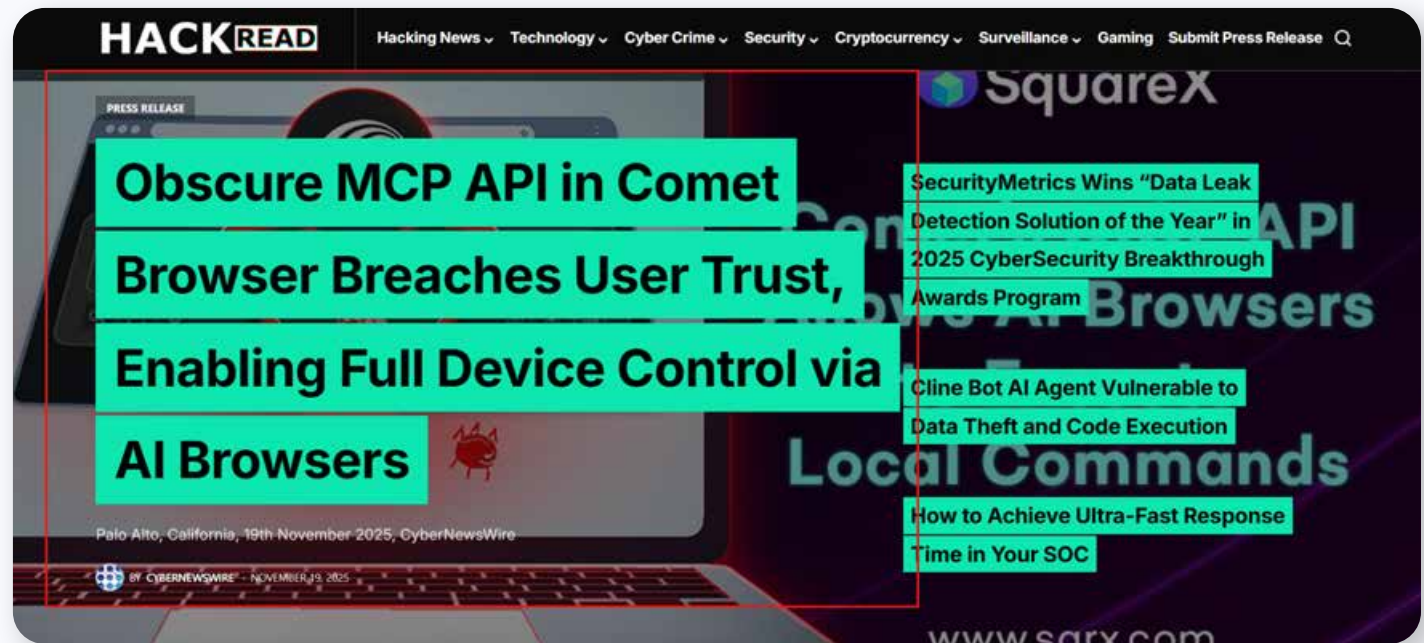 HACKREAD
Hacking News Technology Cyber Crime Security Cryptocurrency Surveillance Gaming Submit Press Release
PRESS RELEASE
Obscure MCP API in Comet
Browser Breaches User Trust,
Enabling Full Device Control via
AI Browsers
Palo Alto, California, 19th November 2025, CyberNewsWire
BY CYBERNEWSWIRE - NOVEMBER 19, 2025
SquareX
SecurityMetrics Wins “Data Leak
Detection Solution of the Year” in
2025 CyberSecurity Breakthrough
Awards Program
API
Browsers
Cline Bot AI Agent Vulnerable to
Data Theft and Code Execution
Local Commands
How to Achieve Ultra-Fast Response
Time in Your SOC
www.sqrx.com